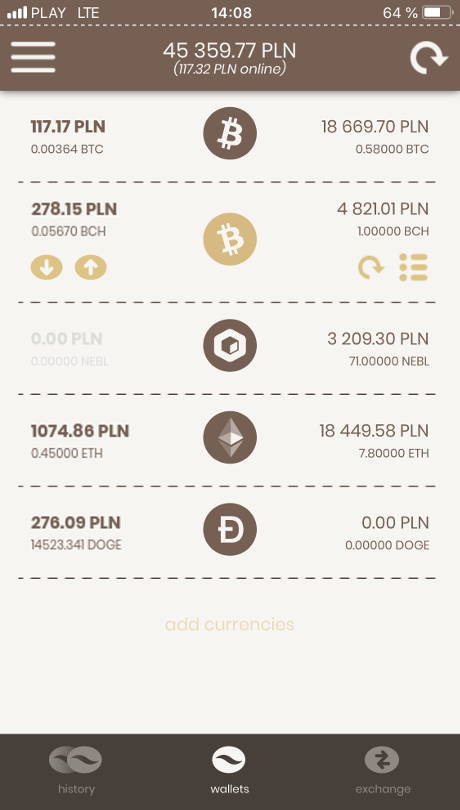 PLAY LTE 14:08 64 %
45 359.77 PLN
(117.32 PLN online)
117.17 PLN 18 669.70 PLN
0.00364 BTC 0.58000 BTC
278.15 PLN 4 821.01 PLN
0.05670 BCH 1.00000 BCH
0.00 PLN 3 209.30 PLN
0.00000 NEBL 71.00000 NEBL
1074.86 PLN 18 449.58 PLN
0.45000 ETH 7.80000 ETH
276.09 PLN 0.00 PLN
14523.341 DOGE 0.00000 DOGE
add currencies
history wallets exchange